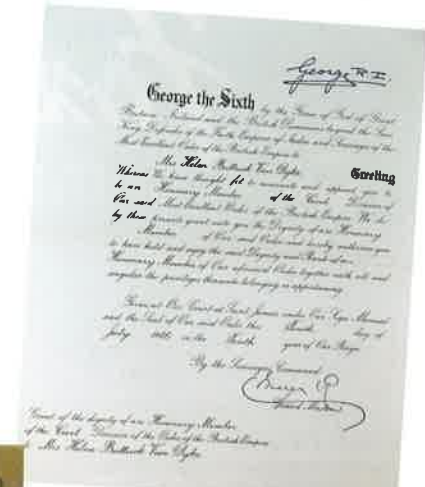 George R.I.
George the Sixth by the Grace of God of Great
Britain Ireland and the British Dominions beyond the Seas
King Defender of the Faith Emperor of India and Sovereign of the
Most Excellent Order of the British Empire to
Mrs Helen Van Dyke
Greeting
Whereas We have thought fit to nominate and appoint you to
be an Honorary Member of the Civil Division of
Our said Most Excellent Order of the British Empire We do
by these presents grant unto you the Dignity of an Honorary
Member of Our said Order and hereby authorise you
to have hold and enjoy the said Dignity and Rank of an
Honorary Member of Our aforesaid Order together with all and
singular the privileges thereunto belonging or appertaining
Given at Our Court at Saint James's under Our Sign Manual
and the Seal of Our said Order this day of
July in the Tenth year of Our Reign
By the Sovereign's Command
Grand Master
Grant of the dignity of an Honorary Member
of the Civil Division of the Order of the British Empire
to Mrs Helen Van Dyke